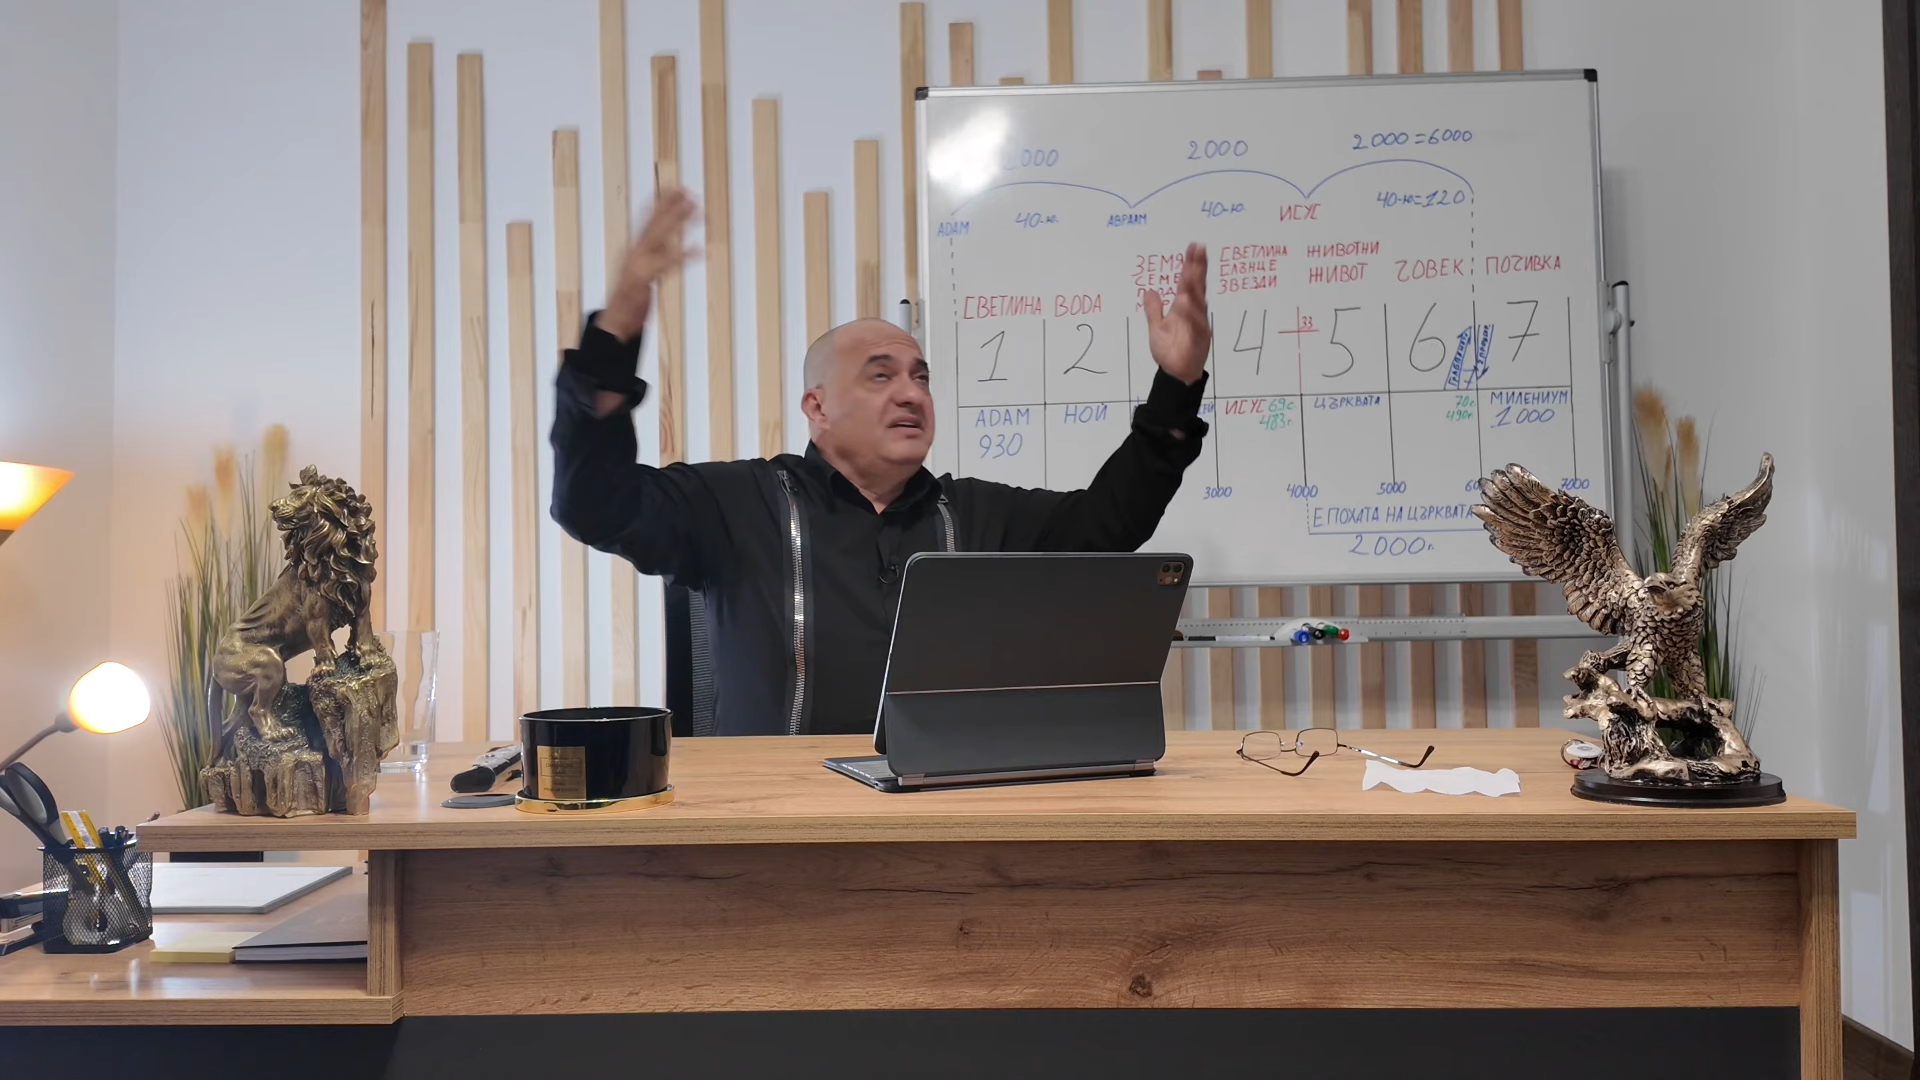 2000
2000=6000
АДАМ
40-ю.
АВРААМ
40-ю.
ИСУС
40-ю.=120
СВЕТЛИНА
СЛЪНЦЕ
ЗВЕЗДИ
ЖИВОТНИ
ЖИВОТ
ЧОВЕК
ПОЧИВКА
СВЕТЛИНА
ВОДА
1
2
4
33
5
6
7
АДАМ
930
НОЙ
ИСУС
69с.
483г.
ЦЪРКВАТА
70с.
490г.
МИЛЕНИУМ
1000
3000
4000
5000
7000
ЕПОХАТА НА ЦЪРКВАТА
2000г.